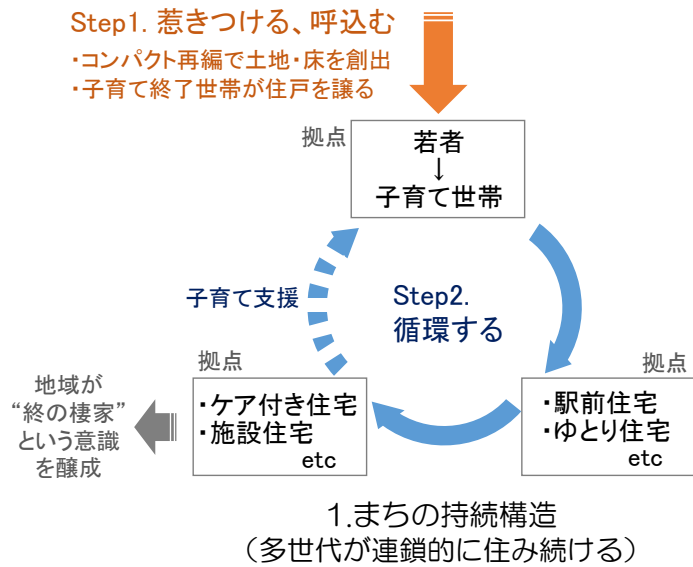 Step1. 惹きつける、呼込む
・コンパクト再編で土地・床を創出
・子育て終了世帯が住戸を譲る
拠点
若者
↓
子育て世帯
子育て支援
Step2.
循環する
拠点
・ケア付き住宅
・施設住宅
etc
拠点
・駅前住宅
・ゆとり住宅
etc
地域が
“終の棲家”
という意識
を醸成
1.まちの持続構造
（多世代が連鎖的に住み続ける）